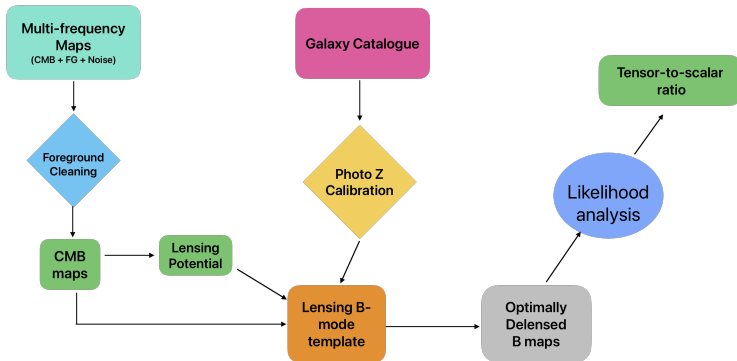 Multi-frequency
Maps
(CMB + FG + Noise)
Galaxy Catalogue
Tensor-to-scalar
ratio
Foreground
Cleaning
Photo Z
Calibration
Likelihood
analysis
CMB
maps
Lensing
Potential
Lensing B-
mode
template
Optimally
Delensed
B maps